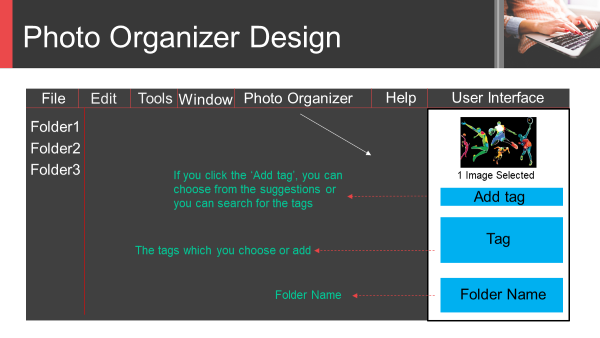 Photo Organizer Design
File Edit Tools Window Photo Organizer Help User Interface
Folder1
Folder2
Folder3
1 Image Selected
If you click the ‘Add tag’, you can
choose from the suggestions or
you can search for the tags
Add tag
The tags which you choose or add
Tag
Folder Name
Folder Name